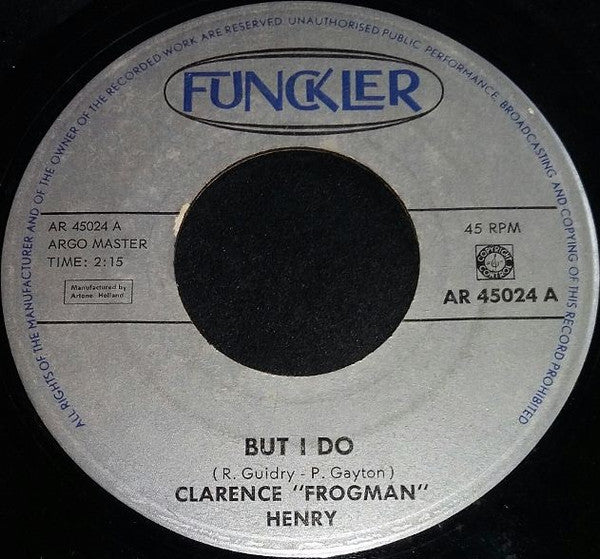 ALL RIGHTS OF THE MANUFACTURER AND OF THE OWNER OF THE RECORDED WORK ARE RESERVED. UNAUTHORISED PUBLIC PERFORMANCE, BROADCASTING AND COPYING OF THIS RECORD PROHIBITED
FUNCKLER
AR 45024 A
ARGO MASTER
TIME: 2:15
Manufactured by
Artone Holland
45 RPM
COPYRIGHT
CONTROL
AR 45024 A
BUT I DO
(R. Guidry - P. Gayton)
CLARENCE "FROGMAN"
HENRY